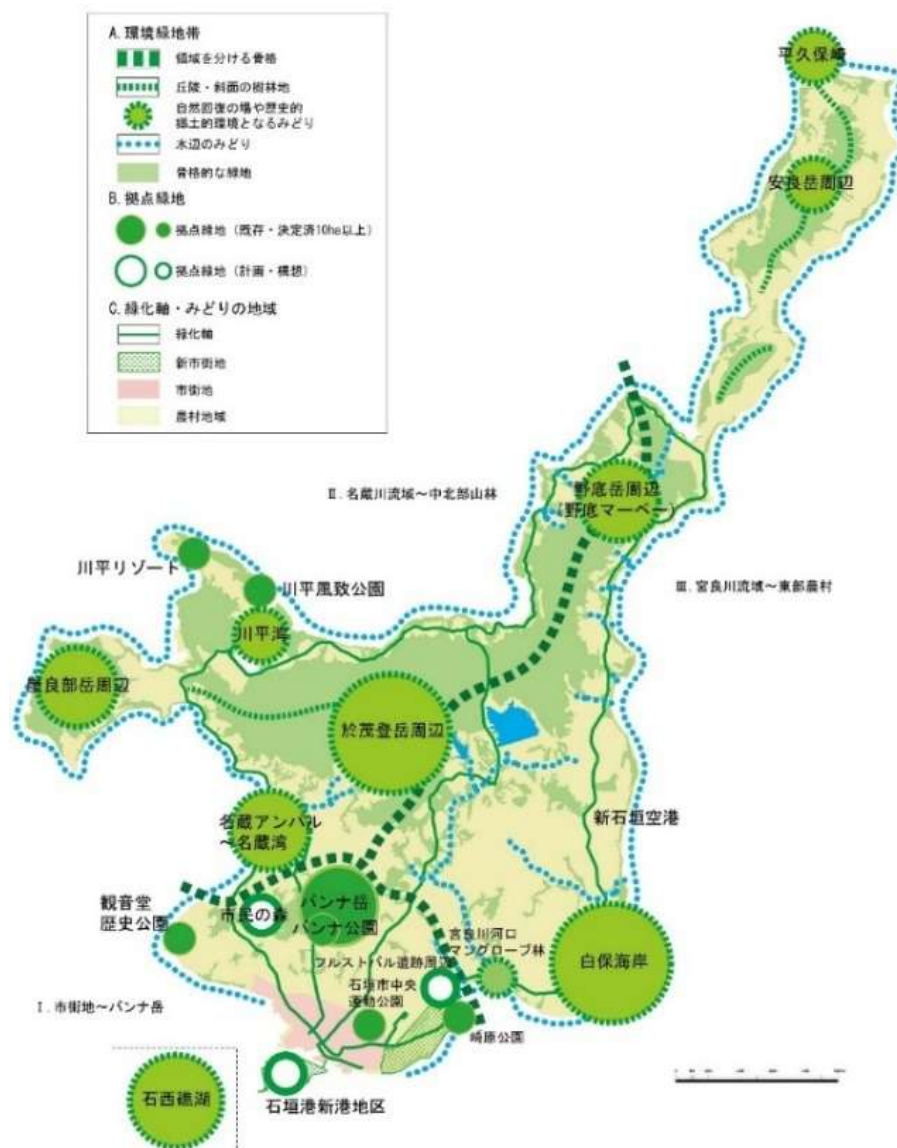 A.環境緑地帯
領域を分ける骨格
丘陵・斜面の樹林地
自然回復の場や歴史的
郷土的環境となるみどり
水辺のみどり
骨格的な緑地
B.拠点緑地
拠点緑地(既存・決定済10ha以上)
拠点緑地(計画・構想)
C.緑化軸・みどりの地域
緑化軸
新市街地
市街地
農村地域
平久保崎
安良岳周辺
Ⅱ.名蔵川流域~中北部山林
野底岳周辺
(野底マーペー)
川平リゾート
川平風致公園
Ⅲ.宮良川流域~東部農村
川平湾
屋良部岳周辺
於茂登岳周辺
新石垣空港
名蔵アンパル
~名蔵湾
観音堂
歴史公園
市民の森
バンナ岳
バンナ公園
宮良川河口
マングローブ林
白保海岸
フルストバル遺跡周辺
石垣市中央
運動公園
Ⅰ.市街地~バンナ岳
崎原公園
石西礁湖
石垣港新港地区